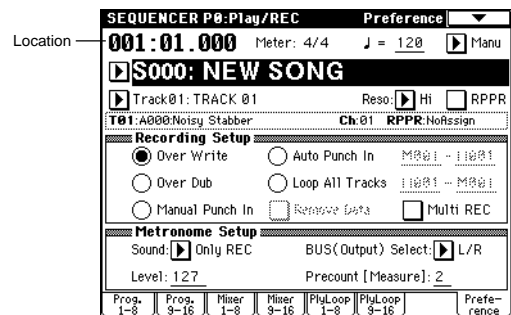 SEQUENCER P0:Play/REC Preference
Location
001:01.000 Meter: 4/4 ♩ = 120 Manu
S000: NEW SONG
Track01: TRACK 01 Reso: Hi RPPR
T01:A000:Noisy Stabber Ch:01 RPPR:NoAssign
Recording Setup
Over Write Auto Punch In M001 - M001
Over Dub Loop All Tracks M001 - M001
Manual Punch In Remove Data Multi REC
Metronome Setup
Sound: Only REC BUS(Output) Select: L/R
Level: 127 Precount [Measure]: 2
Prog. 1-8 Prog. 9-16 Mixer 1-8 Mixer 9-16 PlyLoop 1-8 PlyLoop 9-16 Prefe-rence